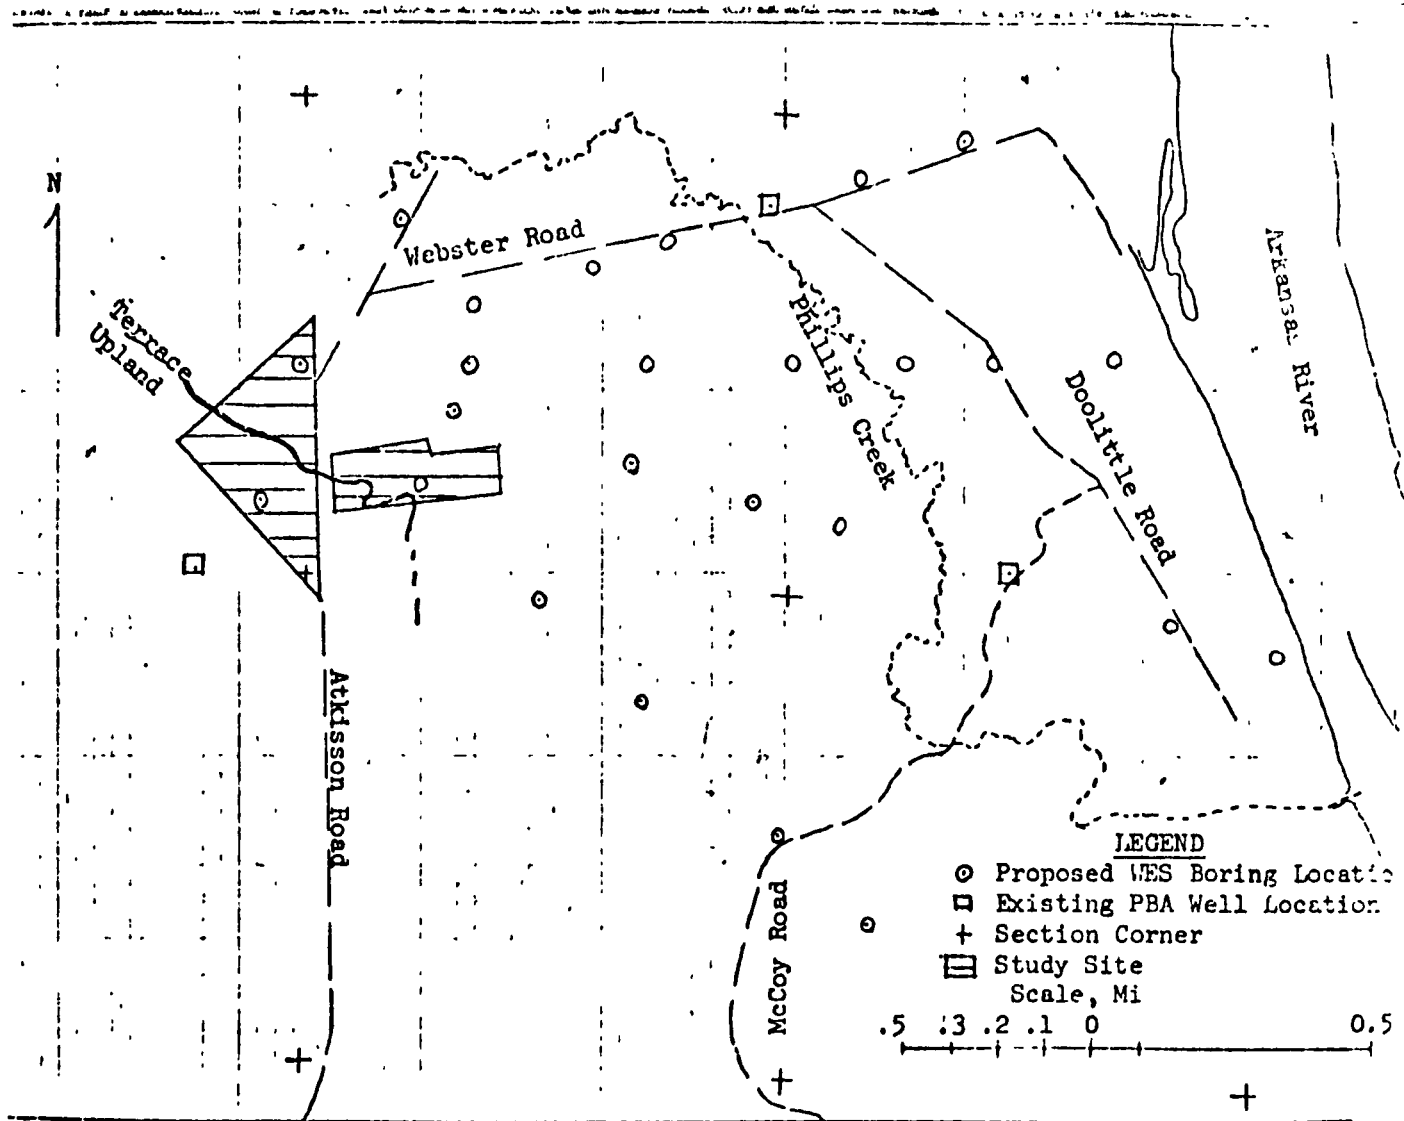 N
Webster Road
Terrace
Upland
Phillips Creek
Arkansas River
Doolittle Road
Atkisson Road
McCoy Road
LEGEND
Proposed WES Boring Locatio
Existing PBA Well Location
Section Corner
Study Site
Scale, Mi
.5 .3 .2 .1 0 0.5